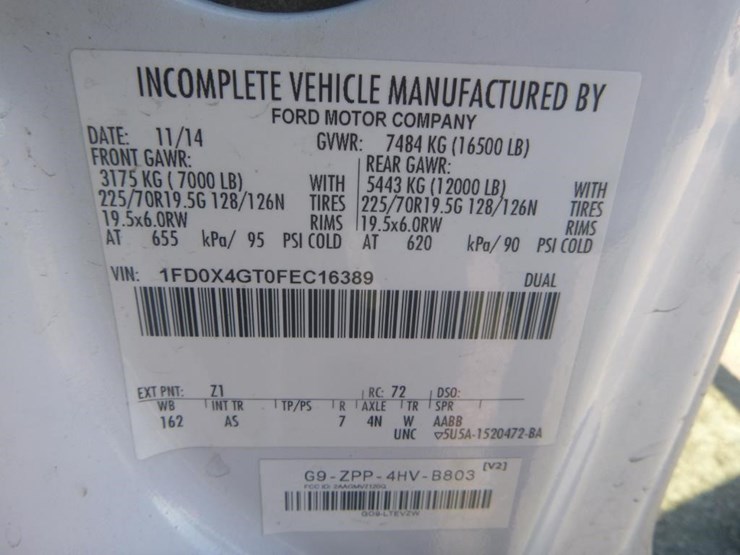 INCOMPLETE VEHICLE MANUFACTURED BY
FORD MOTOR COMPANY
DATE: 11/14 GVWR: 7484 KG (16500 LB)
FRONT GAWR: REAR GAWR:
3175 KG ( 7000 LB) WITH 5443 KG (12000 LB) WITH
225/70R19.5G 128/126N TIRES 225/70R19.5G 128/126N TIRES
19.5x6.0RW RIMS 19.5x6.0RW RIMS
AT 655 kPa/ 95 PSI COLD AT 620 kPa/ 90 PSI COLD
VIN: 1FD0X4GT0FEC16389 DUAL
EXT PNT: Z1 RC: 72 DSO:
WB INT TR TP/PS R AXLE TR SPR
162 AS 7 4N W AABB
UNC ▽5U5A-1520472-BA
G9-ZPP-4HV-B803 [V2]
FCC ID: